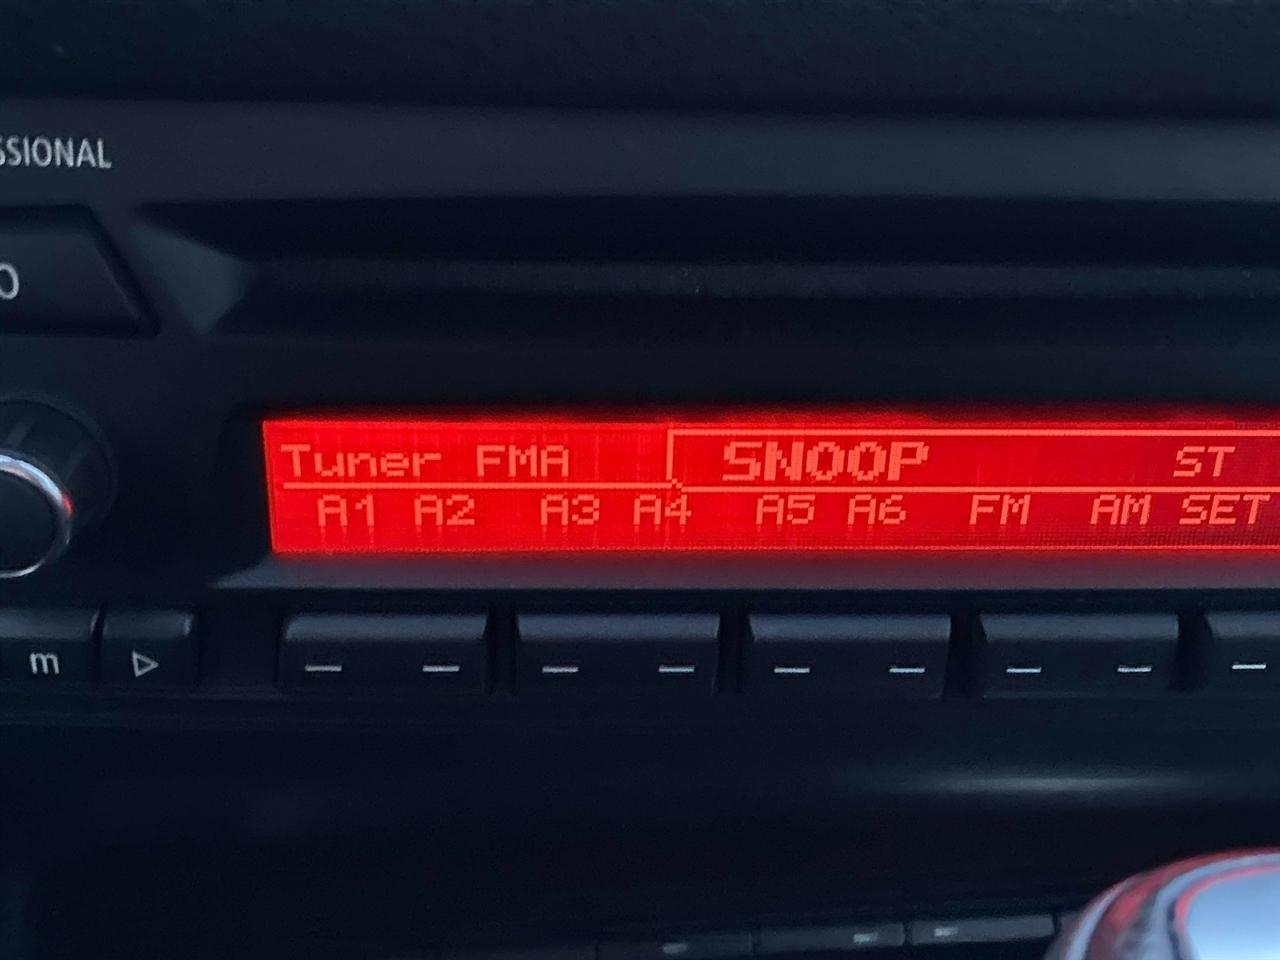 SSIONAL
O
Tuner FMA SNOOP ST
A1 A2 A3 A4 A5 A6 FM AM SET
m